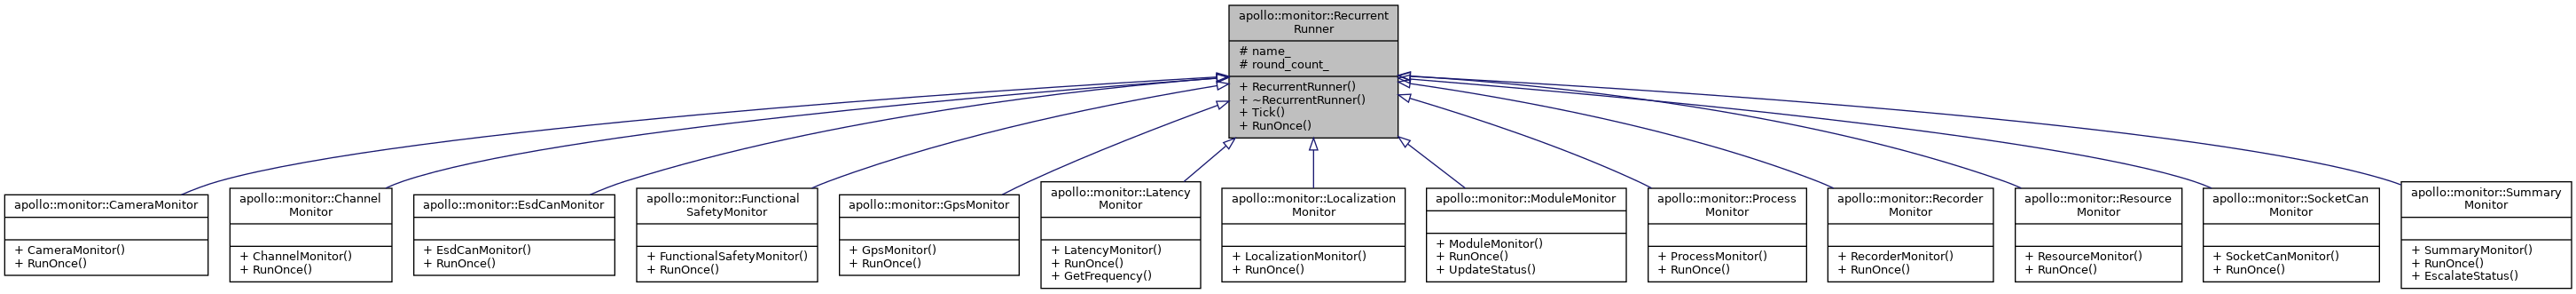 apollo::monitor::Recurrent
Runner
# name_
# round_count_
+ RecurrentRunner()
+ ~RecurrentRunner()
+ Tick()
+ RunOnce()
apollo::monitor::CameraMonitor
+ CameraMonitor()
+ RunOnce()
apollo::monitor::Channel
Monitor
+ ChannelMonitor()
+ RunOnce()
apollo::monitor::EsdCanMonitor
+ EsdCanMonitor()
+ RunOnce()
apollo::monitor::Functional
SafetyMonitor
+ FunctionalSafetyMonitor()
+ RunOnce()
apollo::monitor::GpsMonitor
+ GpsMonitor()
+ RunOnce()
apollo::monitor::Latency
Monitor
+ LatencyMonitor()
+ RunOnce()
+ GetFrequency()
apollo::monitor::Localization
Monitor
+ LocalizationMonitor()
+ RunOnce()
apollo::monitor::ModuleMonitor
+ ModuleMonitor()
+ RunOnce()
+ UpdateStatus()
apollo::monitor::Process
Monitor
+ ProcessMonitor()
+ RunOnce()
apollo::monitor::Recorder
Monitor
+ RecorderMonitor()
+ RunOnce()
apollo::monitor::Resource
Monitor
+ ResourceMonitor()
+ RunOnce()
apollo::monitor::SocketCan
Monitor
+ SocketCanMonitor()
+ RunOnce()
apollo::monitor::Summary
Monitor
+ SummaryMonitor()
+ RunOnce()
+ EscalateStatus()